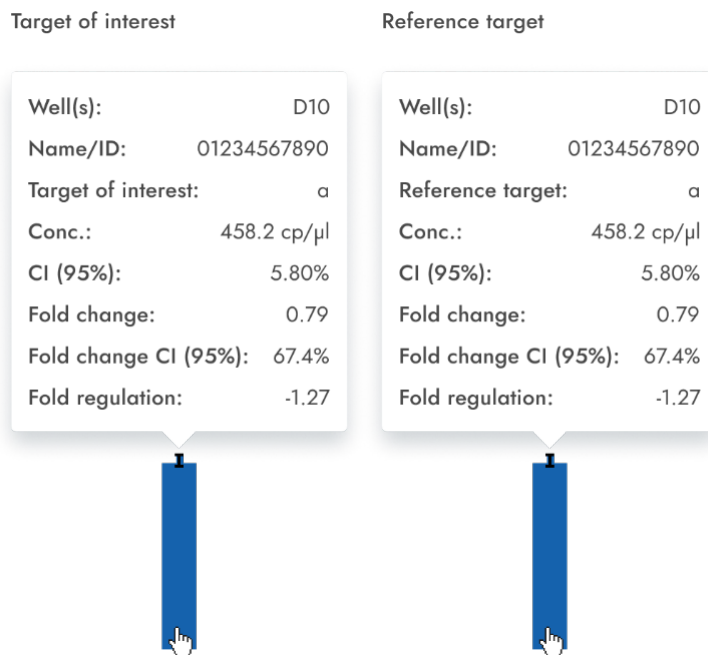 Target of interest
Well(s): D10
Name/ID: 01234567890
Target of interest: a
Conc.: 458.2 cp/µl
CI (95%): 5.80%
Fold change: 0.79
Fold change CI (95%): 67.4%
Fold regulation: -1.27
Reference target
Well(s): D10
Name/ID: 01234567890
Reference target: a
Conc.: 458.2 cp/µl
CI (95%): 5.80%
Fold change: 0.79
Fold change CI (95%): 67.4%
Fold regulation: -1.27